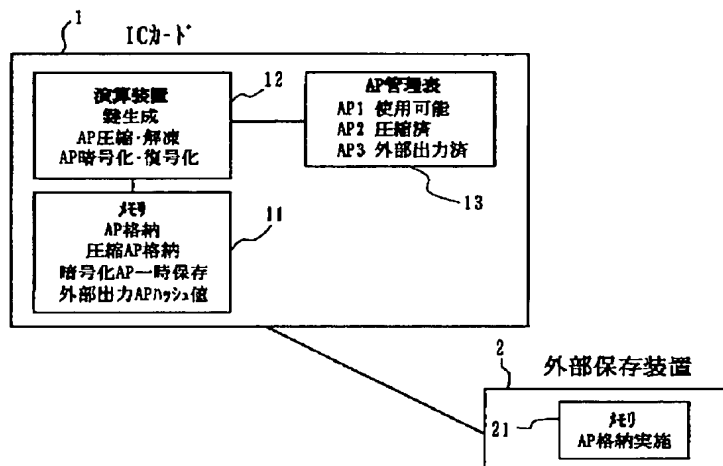 1
ICカード
演算装置
鍵生成
AP圧縮・解凍
AP暗号化・復号化
12
AP管理表
AP1 使用可能
AP2 圧縮済
AP3 外部出力済
13
メモリ
AP格納
圧縮AP格納
暗号化AP一時保存
外部出力APハッシュ値
11
2
外部保存装置
21
メモリ
AP格納実施